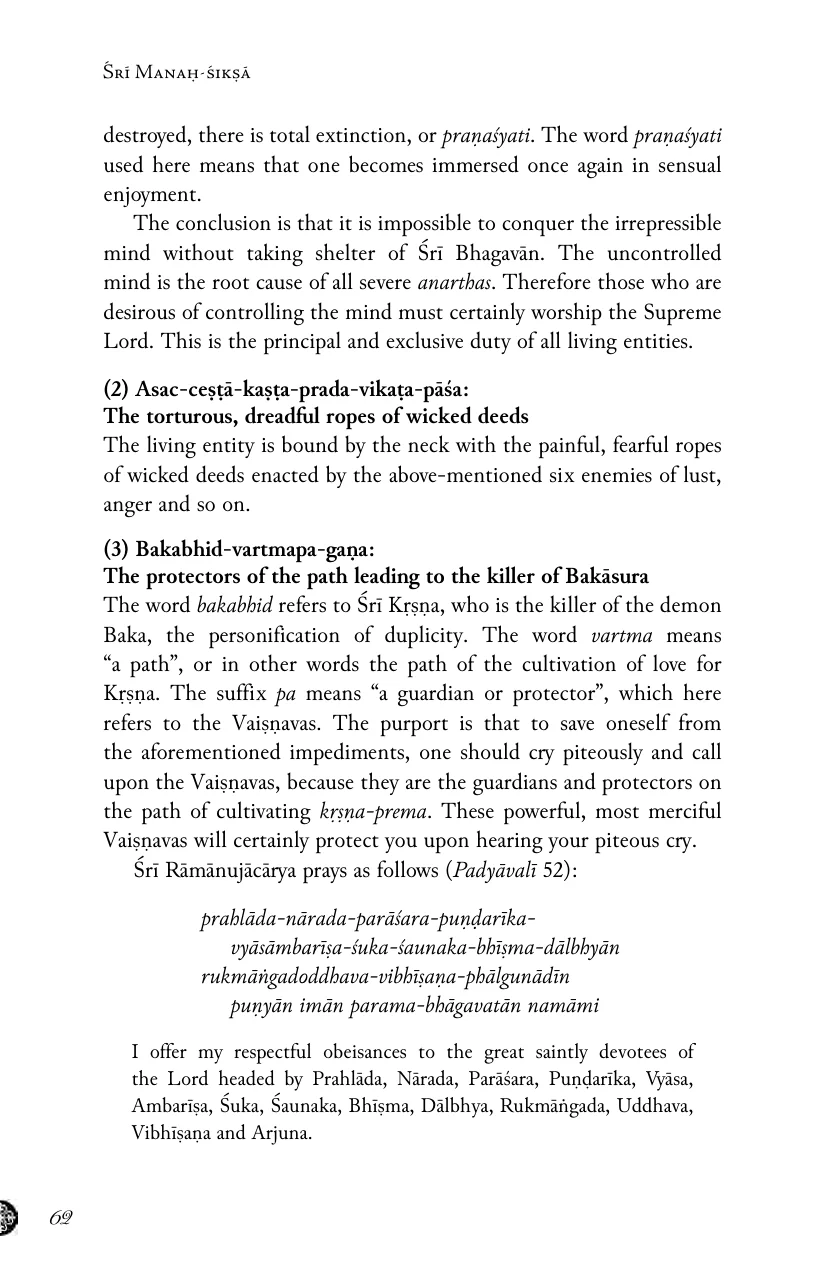 Śrī Manaḥ-śikṣā
destroyed, there is total extinction, or praṇaśyati. The word praṇaśyati
used here means that one becomes immersed once again in sensual
enjoyment.
The conclusion is that it is impossible to conquer the irrepressible
mind without taking shelter of Śrī Bhagavān. The uncontrolled
mind is the root cause of all severe anarthas. Therefore those who are
desirous of controlling the mind must certainly worship the Supreme
Lord. This is the principal and exclusive duty of all living entities.
(2) Asac-ceṣṭā-kaṣṭa-prada-vikaṭa-pāśa:
The torturous, dreadful ropes of wicked deeds
The living entity is bound by the neck with the painful, fearful ropes
of wicked deeds enacted by the above-mentioned six enemies of lust,
anger and so on.
(3) Bakabhid-vartmapa-gaṇa:
The protectors of the path leading to the killer of Bakāsura
The word bakabhid refers to Śrī Kṛṣṇa, who is the killer of the demon
Baka, the personification of duplicity. The word vartma means
“a path”, or in other words the path of the cultivation of love for
Kṛṣṇa. The suffix pa means “a guardian or protector”, which here
refers to the Vaiṣṇavas. The purport is that to save oneself from
the aforementioned impediments, one should cry piteously and call
upon the Vaiṣṇavas, because they are the guardians and protectors on
the path of cultivating kṛṣṇa-prema. These powerful, most merciful
Vaiṣṇavas will certainly protect you upon hearing your piteous cry.
Śrī Rāmānujācārya prays as follows (Padyāvalī 52):
prahlāda-nārada-parāśara-puṇḍarīka-
vyāsāmbarīṣa-śuka-śaunaka-bhīṣma-dālbhyān
rukmāṅgadoddhava-vibhīṣaṇa-phālgunādīn
puṇyān imān parama-bhāgavatān namāmi
I offer my respectful obeisances to the great saintly devotees of
the Lord headed by Prahlāda, Nārada, Parāśara, Puṇḍarīka, Vyāsa,
Ambarīṣa, Śuka, Śaunaka, Bhīṣma, Dālbhya, Rukmāṅgada, Uddhava,
Vibhīṣaṇa and Arjuna.
62